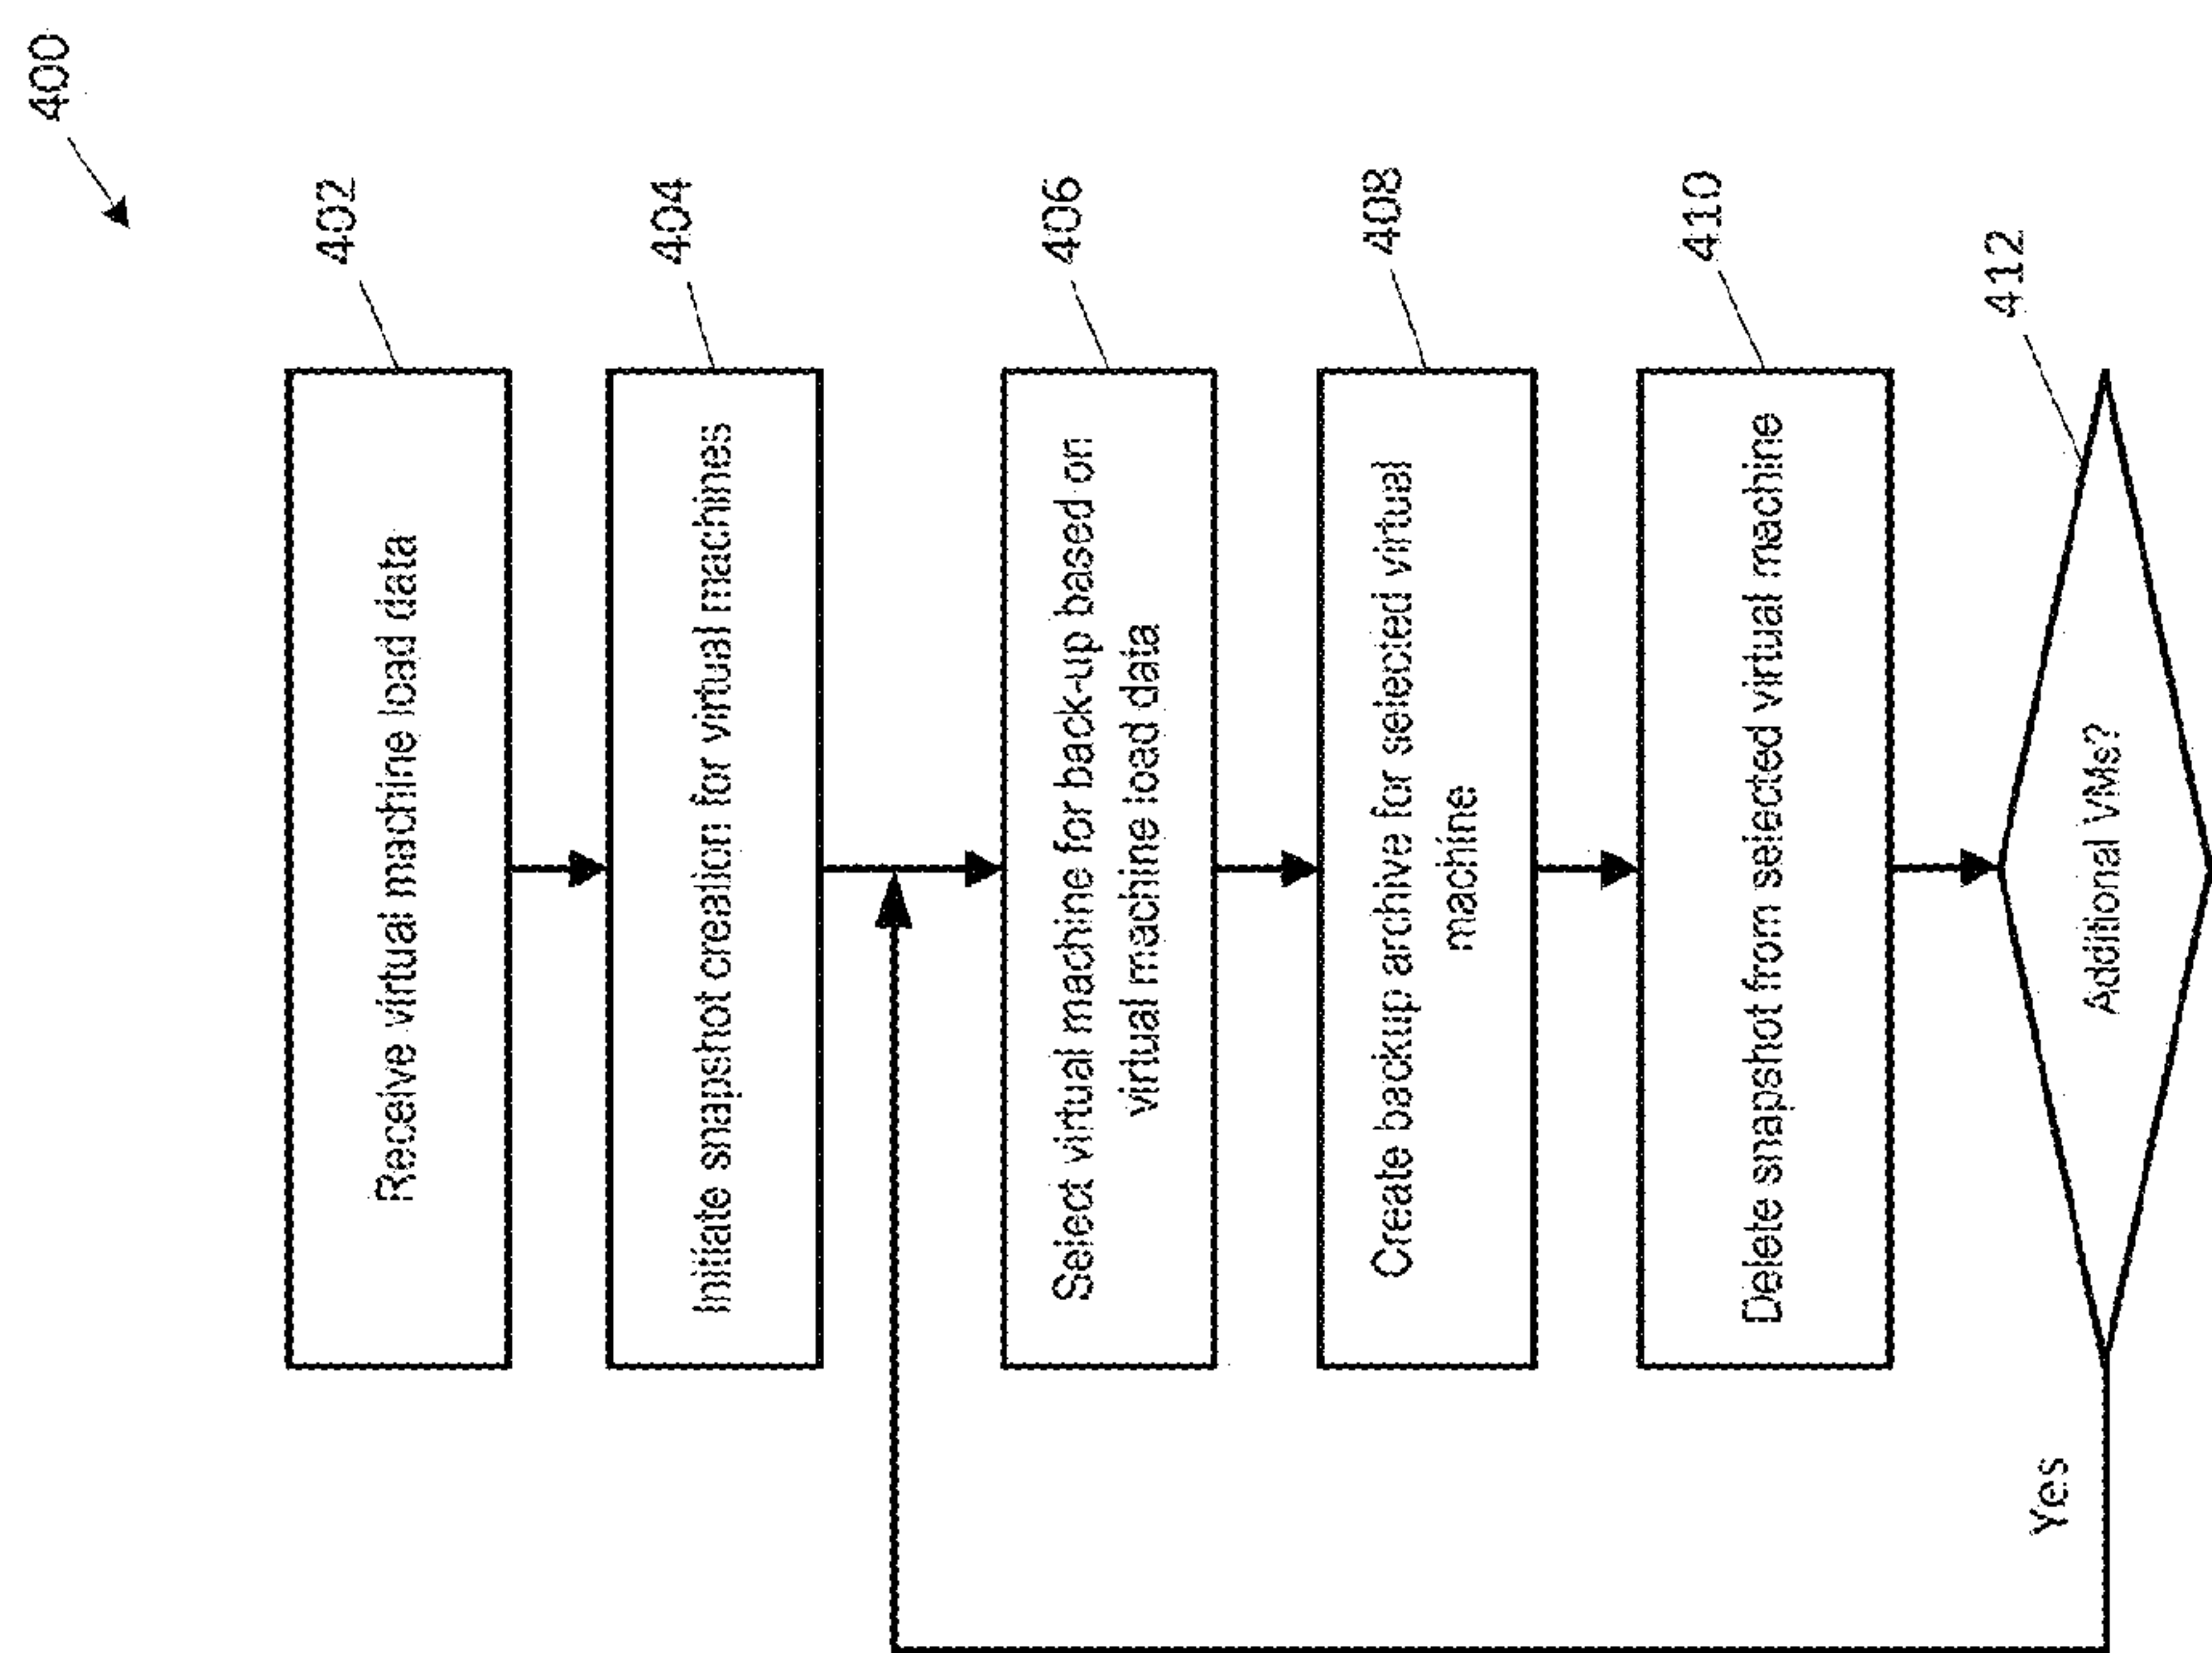 400
Receive virtual machine load data
402
Initiate snapshot creation for virtual machines
404
Select virtual machine for back-up based on
virtual machine load data
406
Create backup archive for selected virtual
machine
408
Delete snapshot from selected virtual machine
410
Additional VMs?
412
Yes